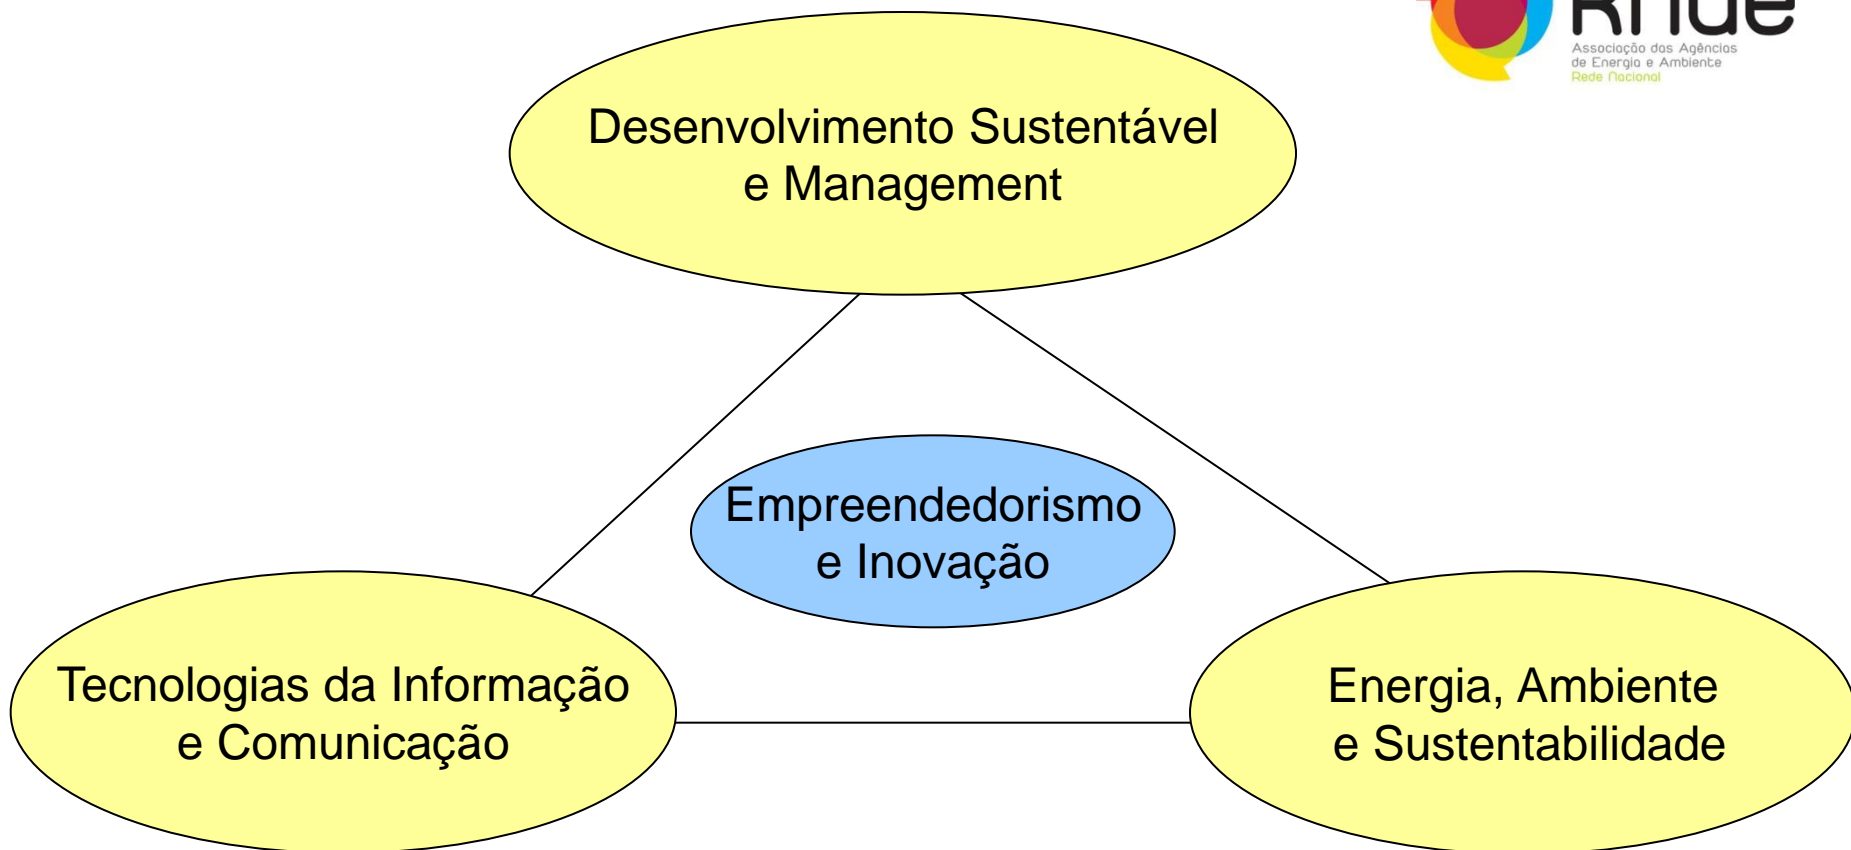 RNae
Associação das Agências
de Energia e Ambiente
Rede Nacional
Desenvolvimento Sustentável
e Management
Empreendedorismo
e Inovação
Tecnologias da Informação
e Comunicação
Energia, Ambiente
e Sustentabilidade